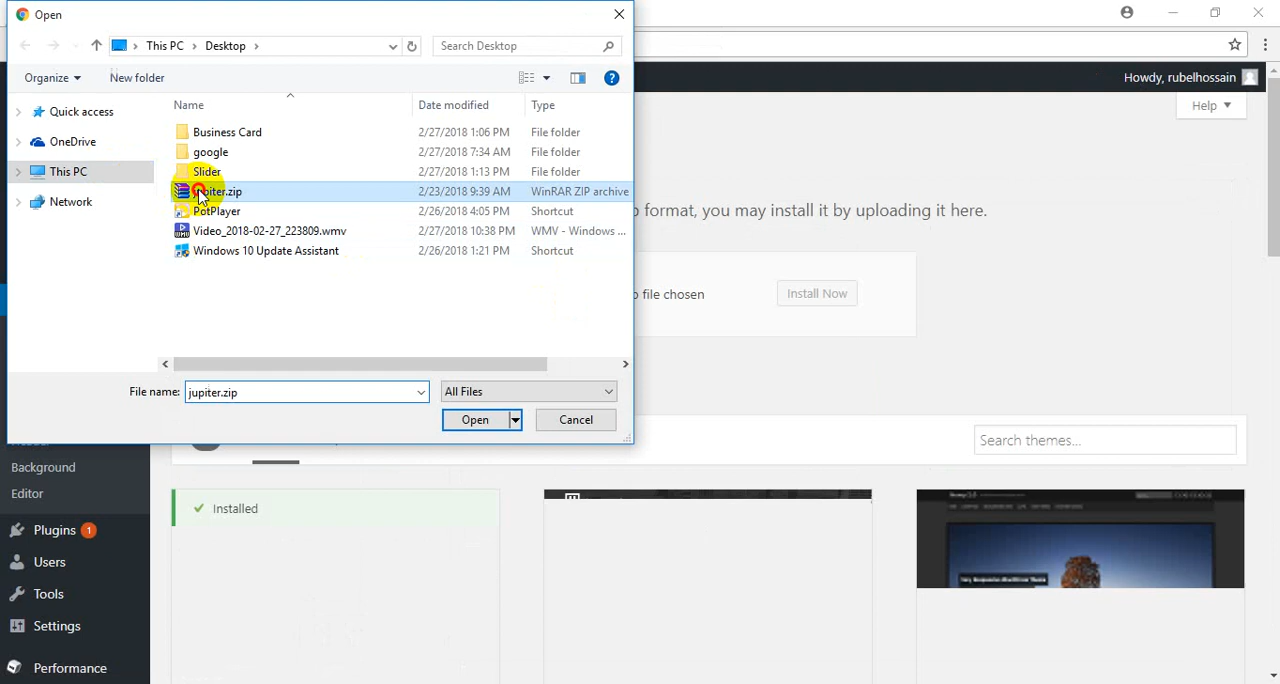 Open
This PC
Desktop
Search Desktop
Organize
New folder
Name
Date modified
Type
Quick access
OneDrive
This PC
Network
Business Card 2/27/2018 1:06 PM File folder
google 2/27/2018 7:34 AM File folder
Slider 2/27/2018 1:13 PM File folder
jupiter.zip 2/23/2018 9:39 AM WinRAR ZIP archive
PotPlayer 2/26/2018 4:05 PM Shortcut
Video_2018-02-27_223809.wmv 2/27/2018 10:38 PM WMV - Windows ...
Windows 10 Update Assistant 2/26/2018 1:21 PM Shortcut
File name: jupiter.zip
All Files
Open
Cancel
Howdy, rubelhossain
Help
format, you may install it by uploading it here.
file chosen
Install Now
Search themes...
Background
Editor
Plugins 1
Users
Tools
Settings
Performance
Installed